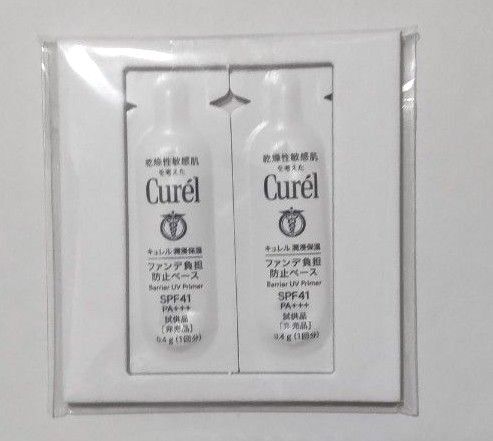 乾燥性敏感肌
を考えた
Curél
キュレル 潤浸保湿
ファンデ負担
防止ベース
Barrier UV Primer
SPF41
PA+++
試供品
[非売品]
0.4g(1回分)
乾燥性敏感肌
を考えた
Curél
キュレル 潤浸保湿
ファンデ負担
防止ベース
Barrier UV Primer
SPF41
PA+++
試供品
[非売品]
0.4g(1回分)